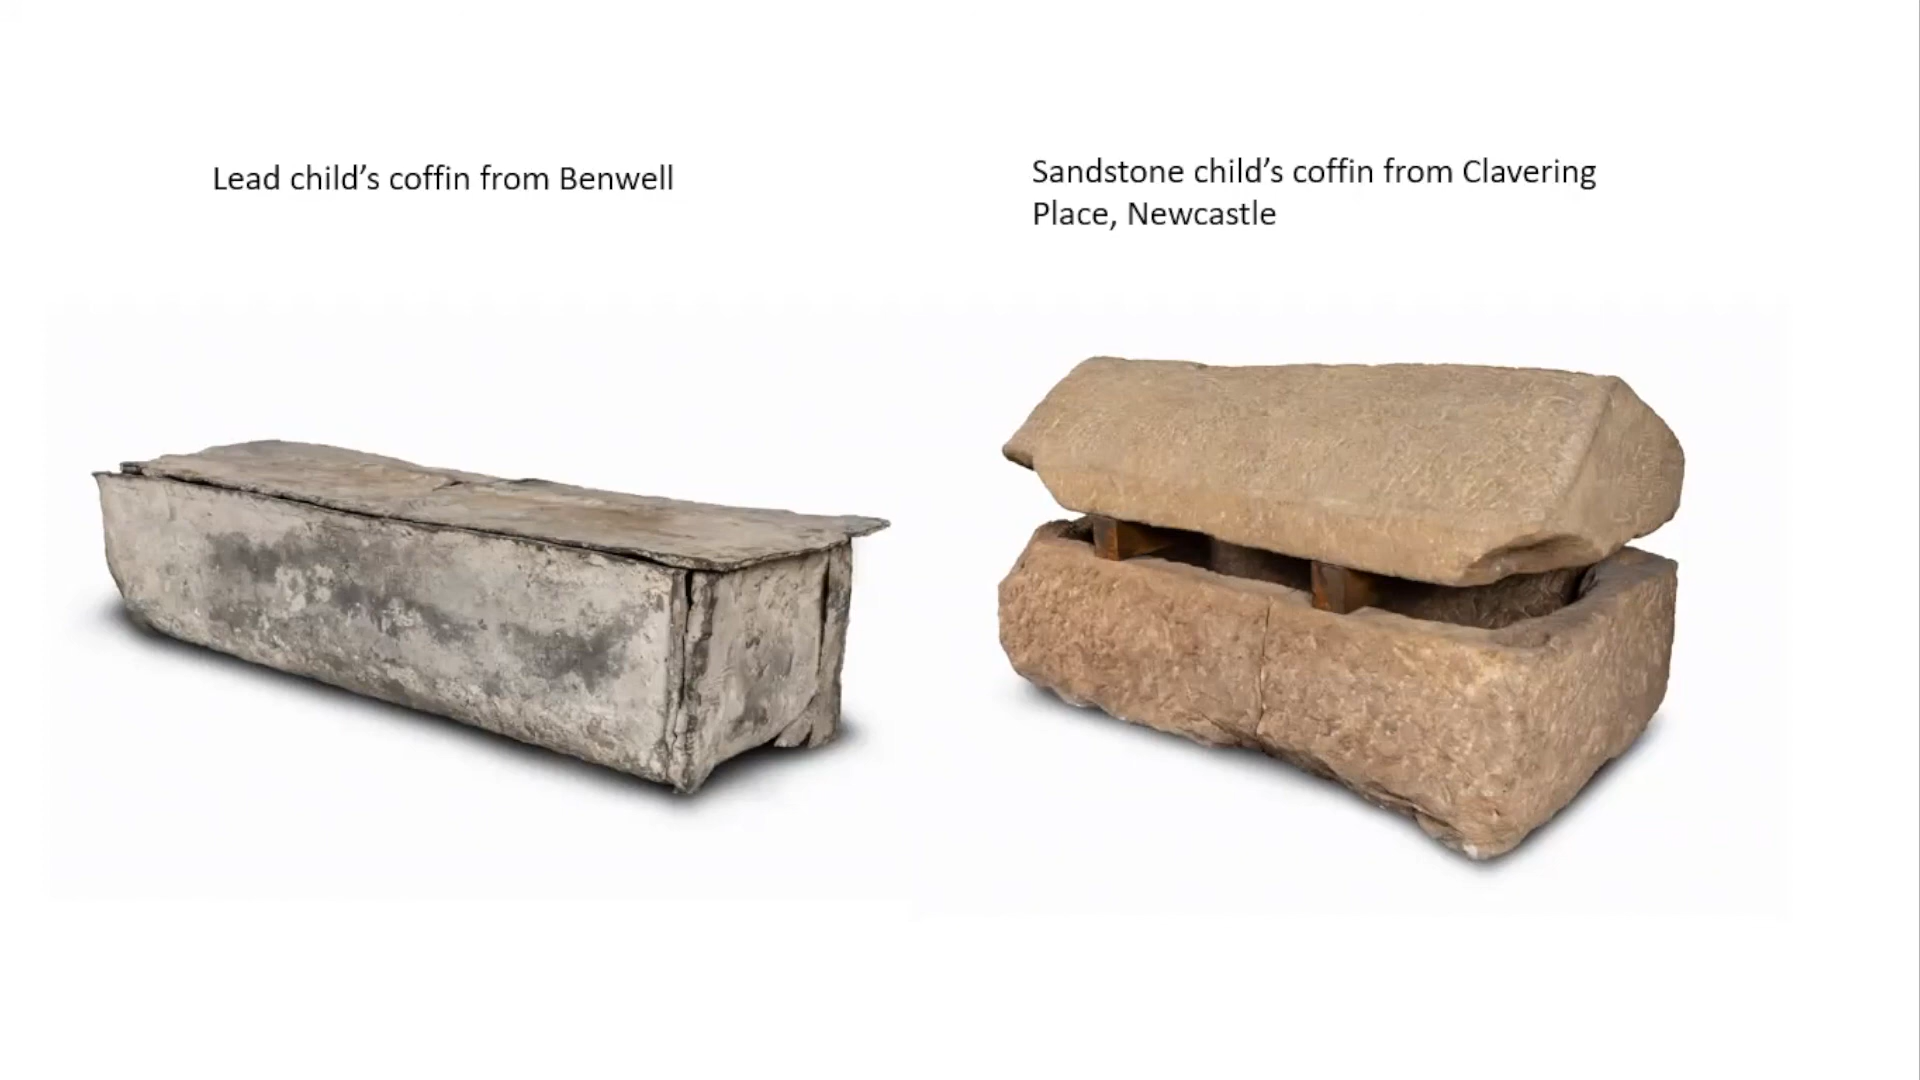 Lead child’s coffin from Benwell
Sandstone child’s coffin from Clavering
Place, Newcastle